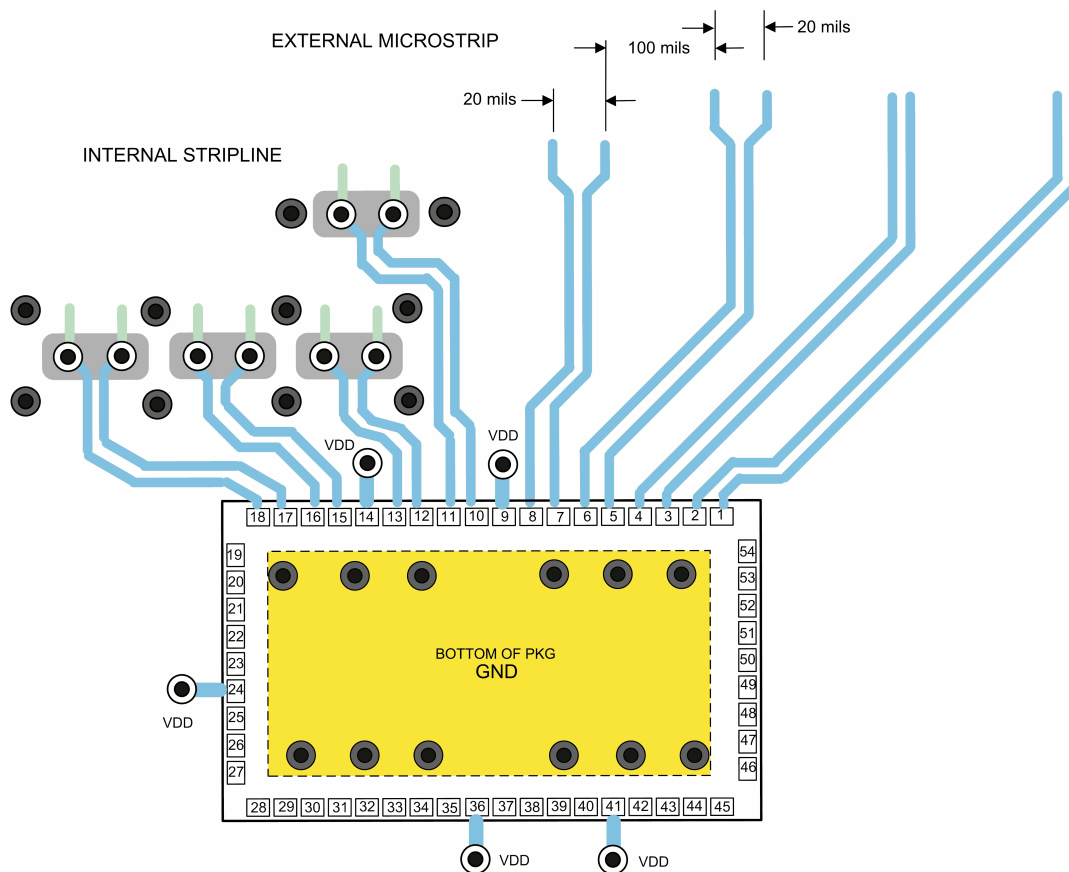 20 mils
EXTERNAL MICROSTRIP
100 mils
20 mils
INTERNAL STRIPLINE
VDD
VDD
18 17 16 15 14 13 12 11 10 9 8 7 6 5 4 3 2 1
19
20
21
22
23
24
25
26
27
54
53
52
51
50
49
48
47
46
BOTTOM OF PKG
GND
VDD
28 29 30 31 32 33 34 35 36 37 38 39 40 41 42 43 44 45
VDD
VDD